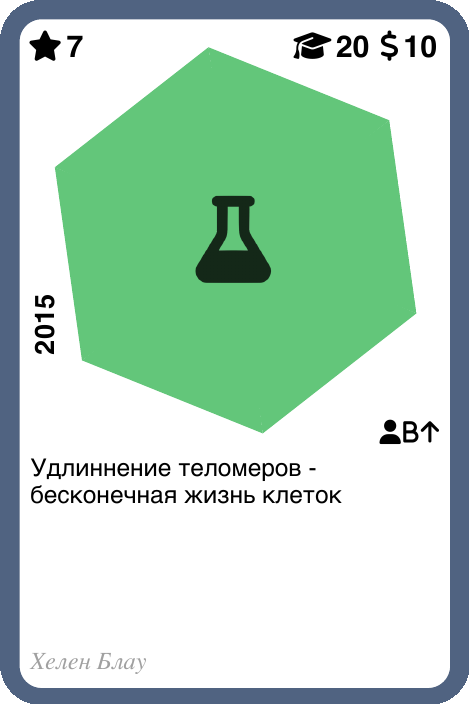 7
20 $10
2015
B↑
Удлиннение теломеров -
бесконечная жизнь клеток
Хелен Блау